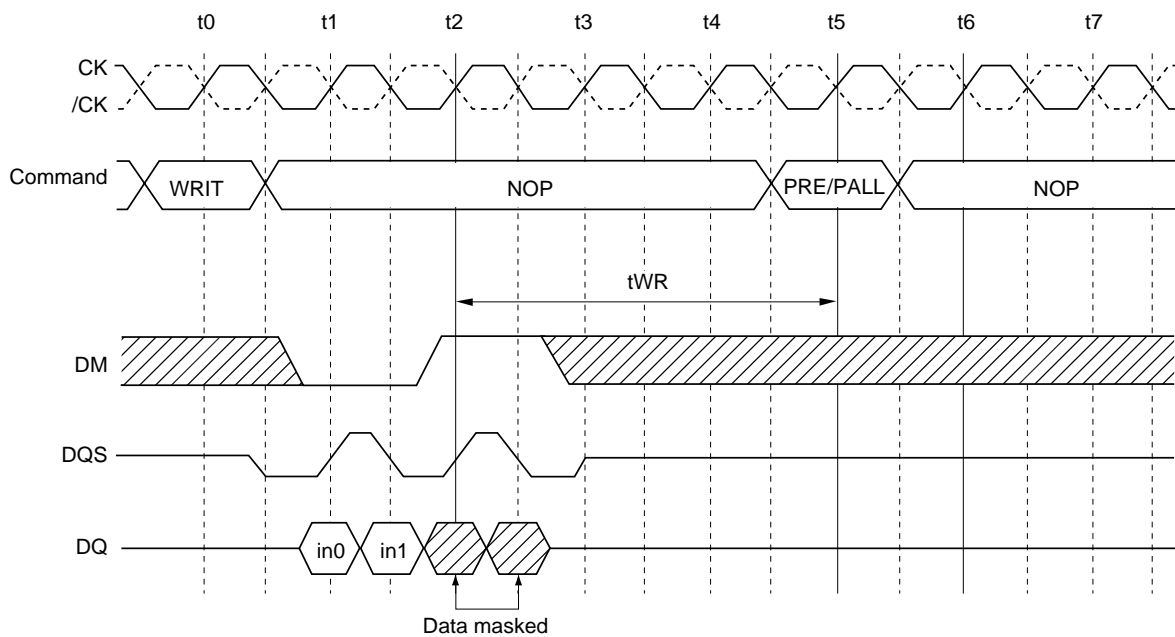 t0 t1 t2 t3 t4 t5 t6 t7
CK
/CK
Command WRIT NOP PRE/PALL NOP
tWR
DM
DQS
DQ in0 in1
Data masked